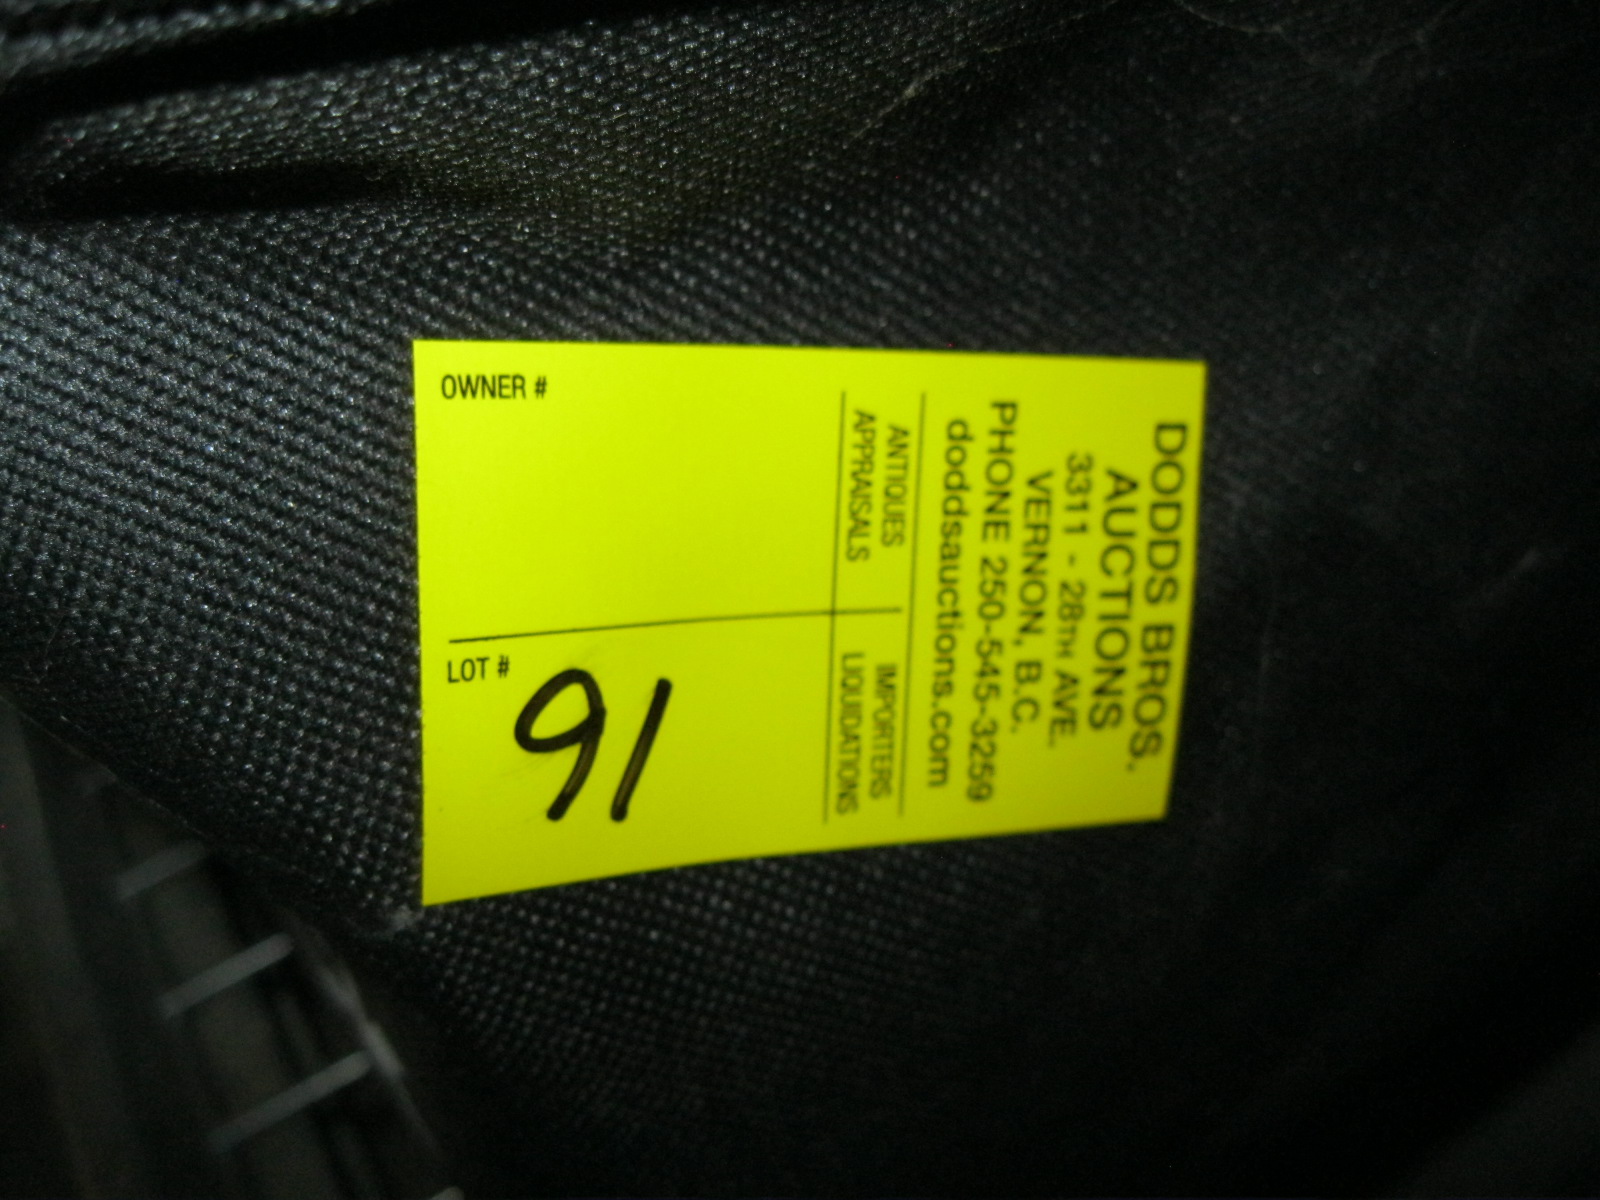 DODDS BROS.
AUCTIONS
3311 - 28TH AVE.
VERNON, B.C.
PHONE 250-545-3259
doddsauctions.com
ANTIQUES
APPRAISALS
IMPORTERS
LIQUIDATIONS
OWNER #
LOT #
91